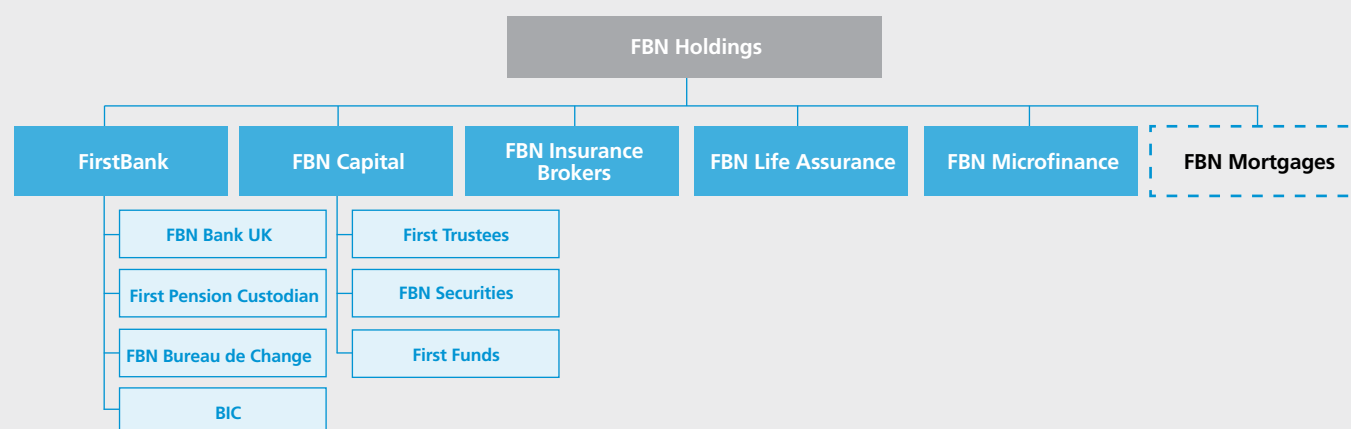 FBN Holdings
FirstBank
FBN Capital
FBN Insurance
Brokers
FBN Life Assurance
FBN Microfinance
FBN Mortgages
FBN Bank UK
First Trustees
First Pension Custodian
FBN Securities
FBN Bureau de Change
First Funds
BIC